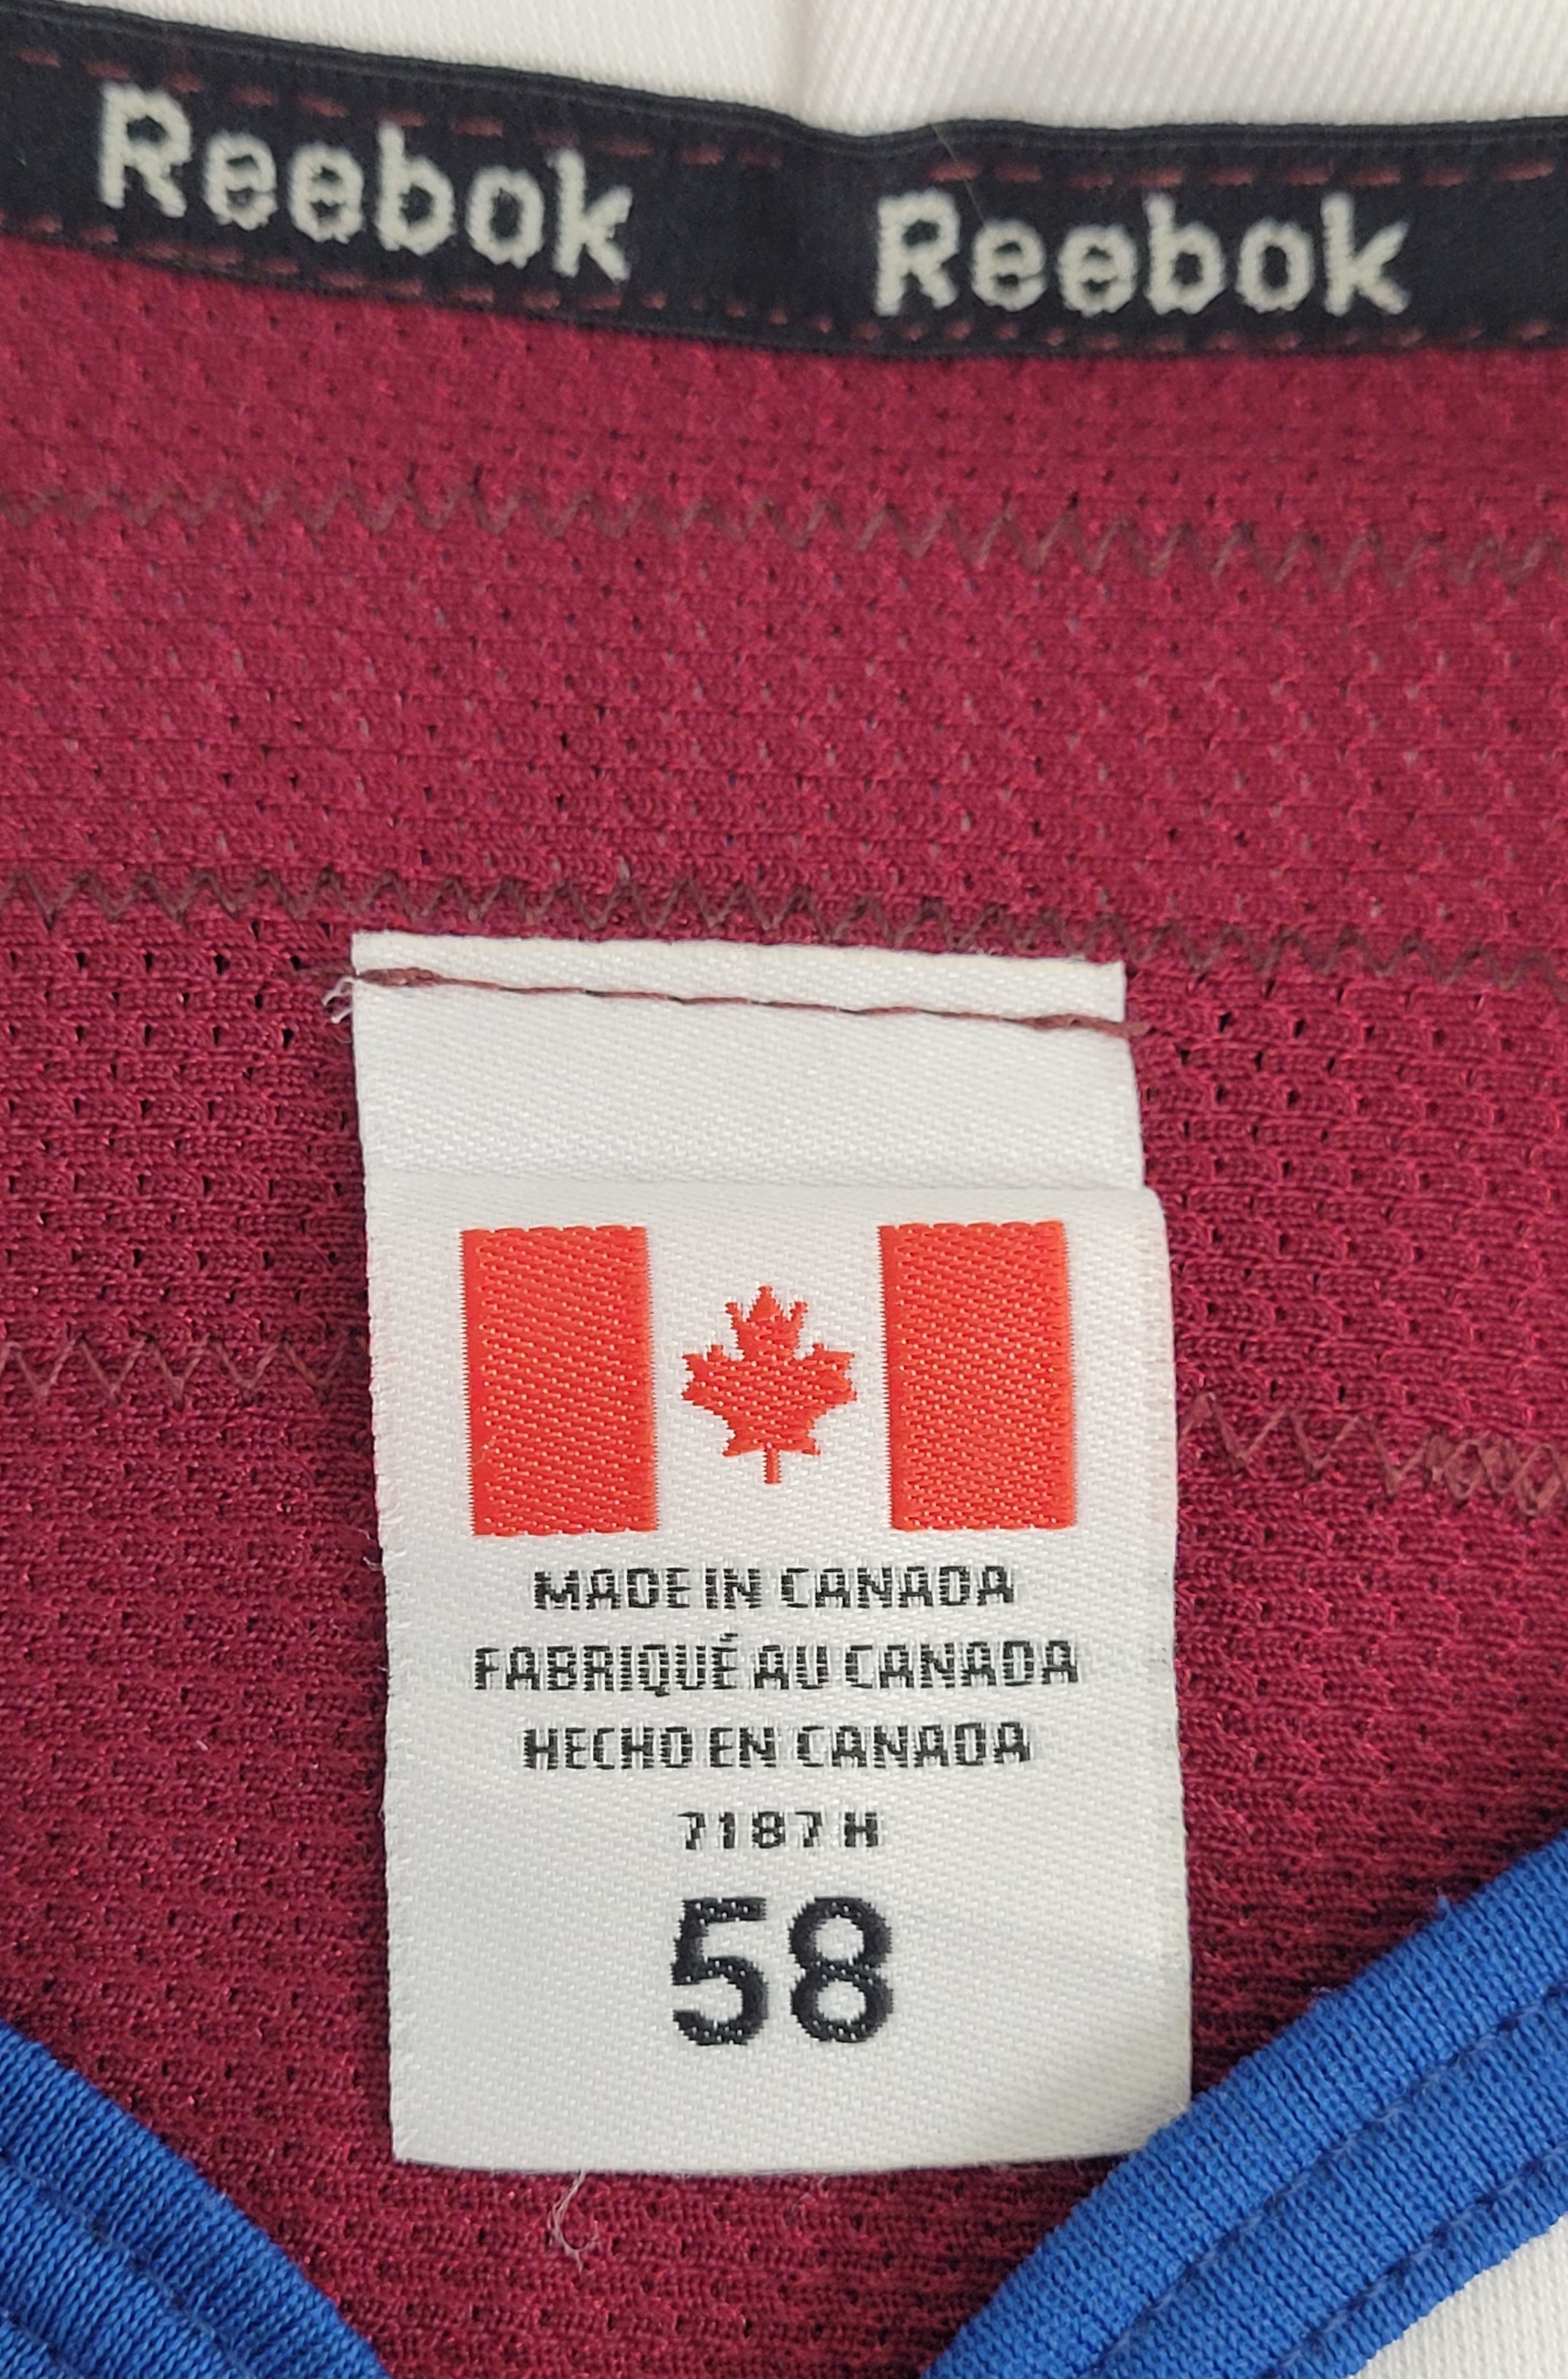 Reebok Reebok
MADE IN CANADA
FABRIQUÉ AU CANADA
HECHO EN CANADA
7187 H
58